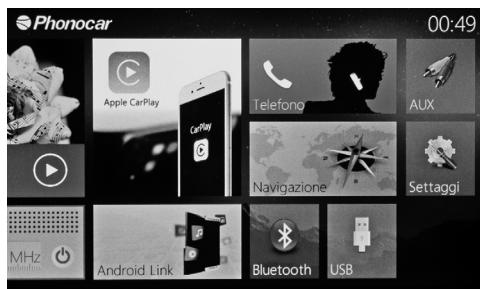 Phonocar
00:49
Apple CarPlay
CarPlay
Telefono
AUX
Navigazione
Settaggi
MHz
Android Link
Bluetooth
USB